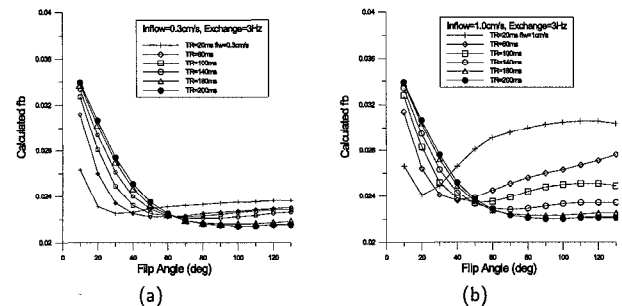 Inflow=0.3cm/s, Exchange=3Hz
TR=20ms flw=0.3cm/s
TR=60ms
TR=100ms
TR=140ms
TR=180ms
TR=200ms
Calculated fb
0.04
0.036
0.032
0.028
0.024
0.02
0 20 40 60 80 100 120
Flip Angle (deg)
(a)
Inflow=1.0cm/s, Exchange=3Hz
TR=20ms flw=1cm/s
TR=60ms
TR=100ms
TR=140ms
TR=180ms
TR=200ms
Calculated fb
0.04
0.036
0.032
0.028
0.024
0.02
0 20 40 60 80 100 120
Flip Angle (deg)
(b)